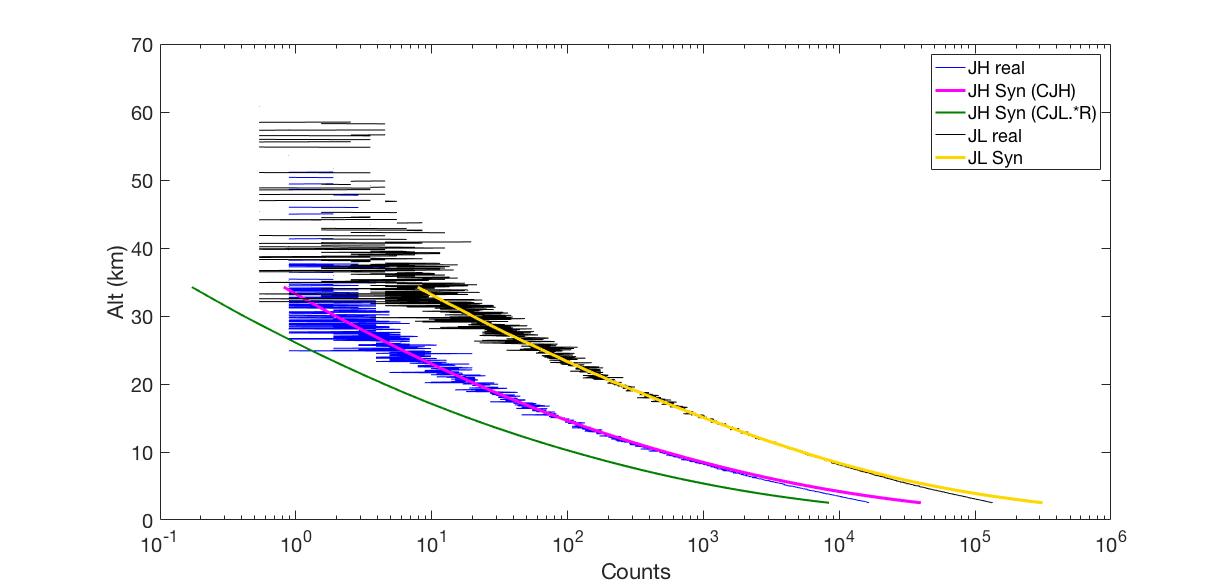 70
60
50
40
30
20
10
0
Alt (km)
10^-1
10^0
10^1
10^2
10^3
10^4
10^5
10^6
Counts
JH real
JH Syn (CJH)
JH Syn (CJL.*R)
JL real
JL Syn